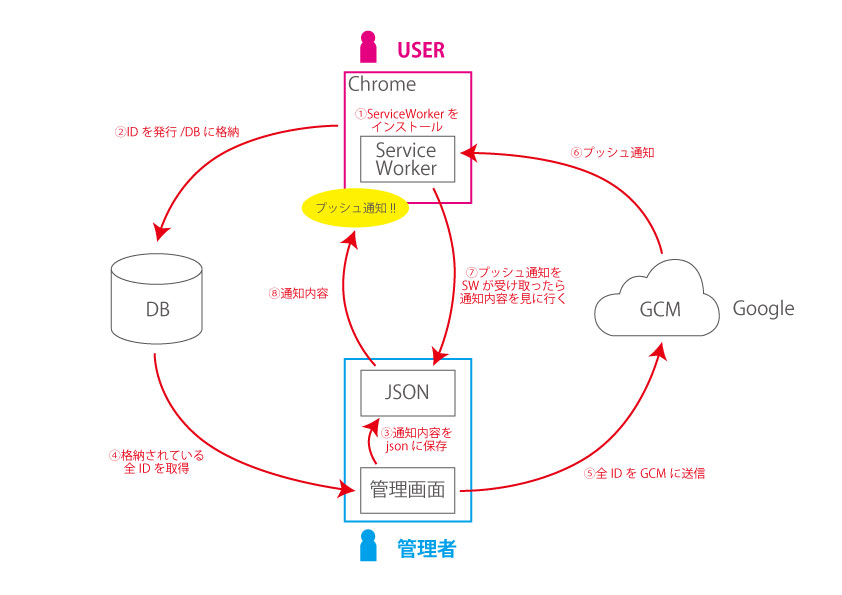 USER
Chrome
①ServiceWorker を
インストール
Service
Worker
②ID を発行 /DB に格納
⑥プッシュ通知
プッシュ通知 !!
⑦プッシュ通知を
SW が受け取ったら
通知内容を見に行く
⑧通知内容
DB
GCM
Google
JSON
③通知内容を
json に保存
④格納されている
全 ID を取得
⑤全 ID を GCM に送信
管理画面
管理者